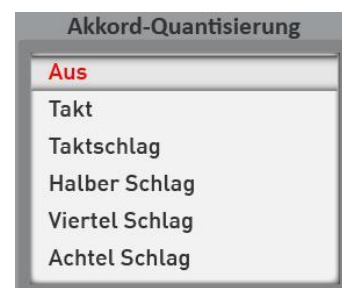 Akkord-Quantisierung
Aus
Takt
Taktschlag
Halber Schlag
Viertel Schlag
Achtel Schlag